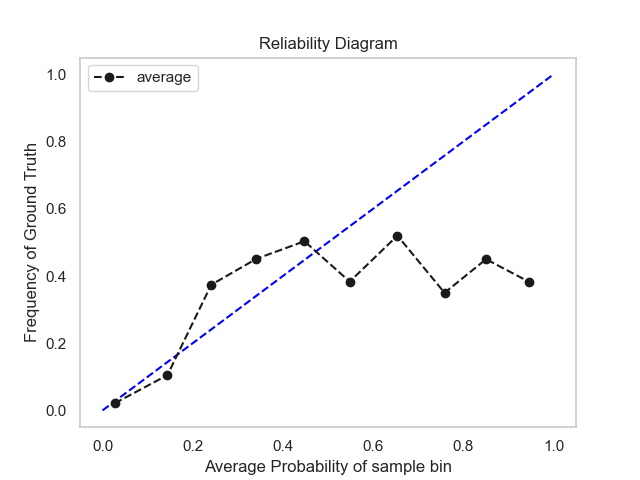 Reliability Diagram
average
1.0
0.8
0.6
0.4
0.2
0.0
Frequency of Ground Truth
0.0 0.2 0.4 0.6 0.8 1.0
Average Probability of sample bin